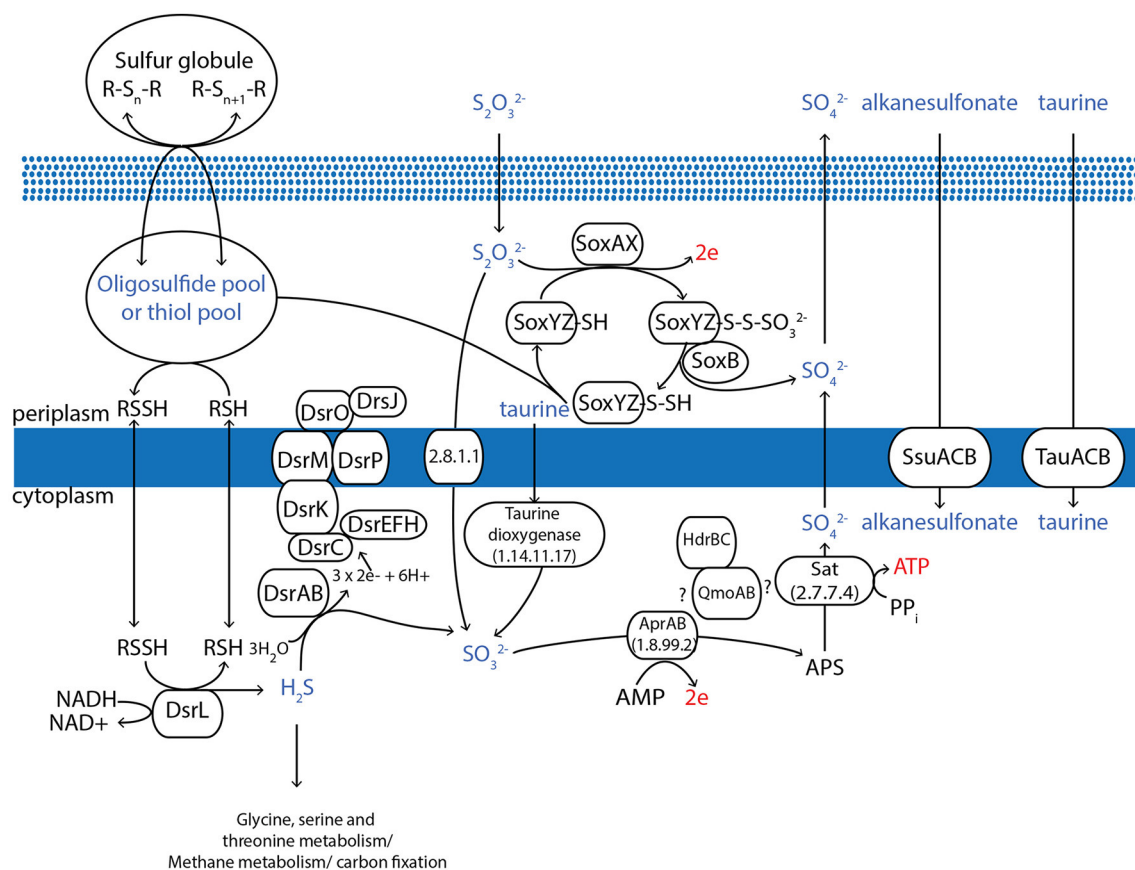 Sulfur globule
R-Sn-R R-Sn+1-R
S2O3 2-
SO4 2- alkanesulfonate taurine
S2O3 2-
SoxAX
2e
Oligosulfide pool
or thiol pool
SoxYZ-SH
SoxYZ-S-S-SO3 2-
SoxB
SO4 2-
periplasm
RSSH RSH
DsrO
DrsJ
taurine
SoxYZ-S-SH
DsrM
DsrP
2.8.1.1
SsuACB
TauACB
cytoplasm
DsrK
DsrEFH
DsrC
Taurine
dioxygenase
(1.14.11.17)
SO4 2- alkanesulfonate taurine
HdrBC
? QmoAB ?
Sat
(2.7.7.4)
ATP
PPi
3 x 2e- + 6H+
DsrAB
RSSH RSH 3H2O
SO3 2-
AprAB
(1.8.99.2)
APS
H2S
AMP 2e
NADH
NAD+
DsrL
Glycine, serine and
threonine metabolism/
Methane metabolism/ carbon fixation